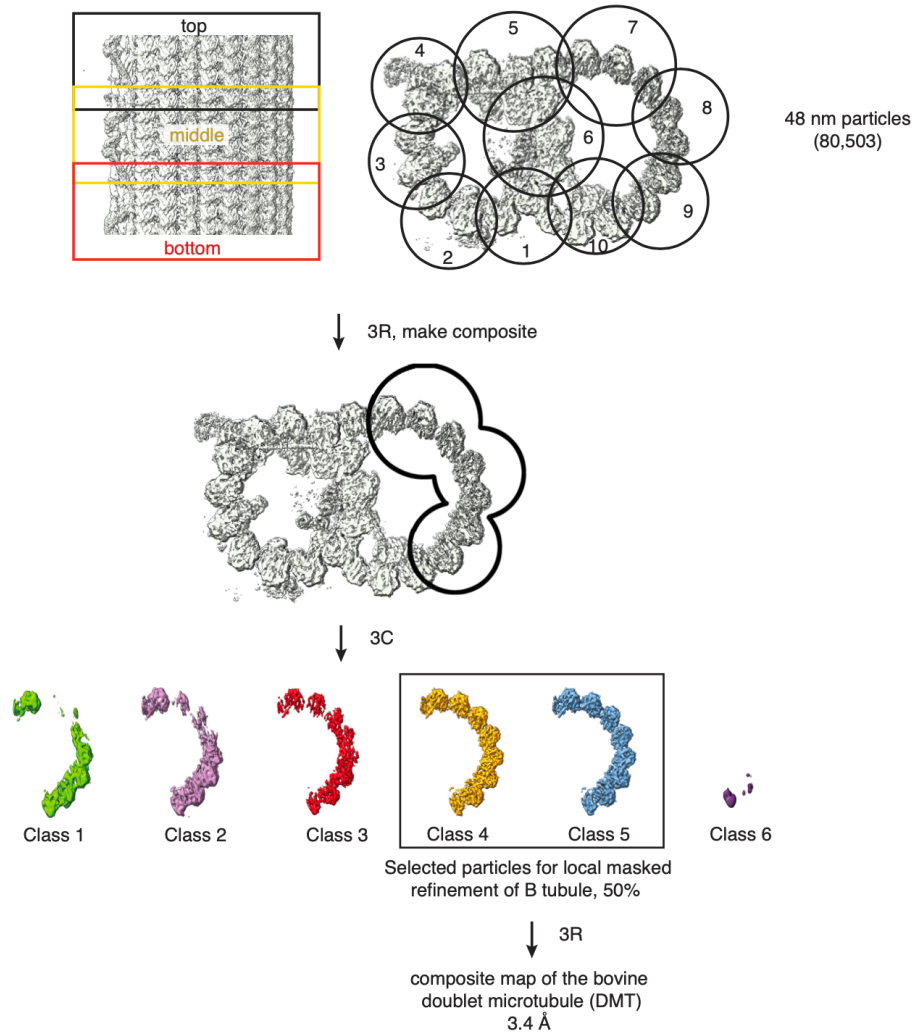 top
middle
bottom
4
5
7
3
6
8
2
1
10
9
48 nm particles
(80,503)
3R, make composite
3C
Class 1
Class 2
Class 3
Class 4
Class 5
Class 6
Selected particles for local masked
refinement of B tubule, 50%
3R
composite map of the bovine
doublet microtubule (DMT)
3.4 Å